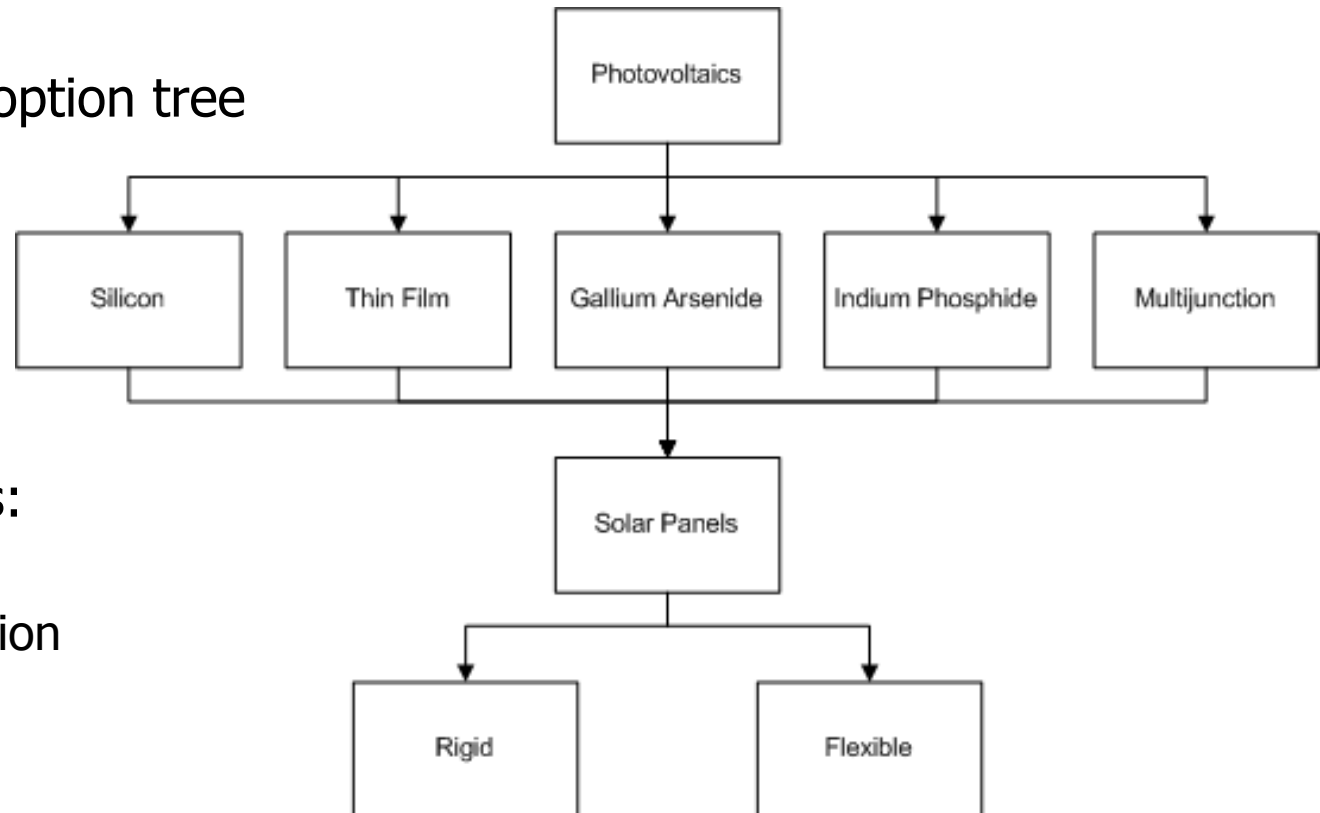 Photovoltaics
option tree
Silicon
Thin Film
Gallium Arsenide
Indium Phosphide
Multijunction
s:
Solar Panels
ion
Rigid
Flexible